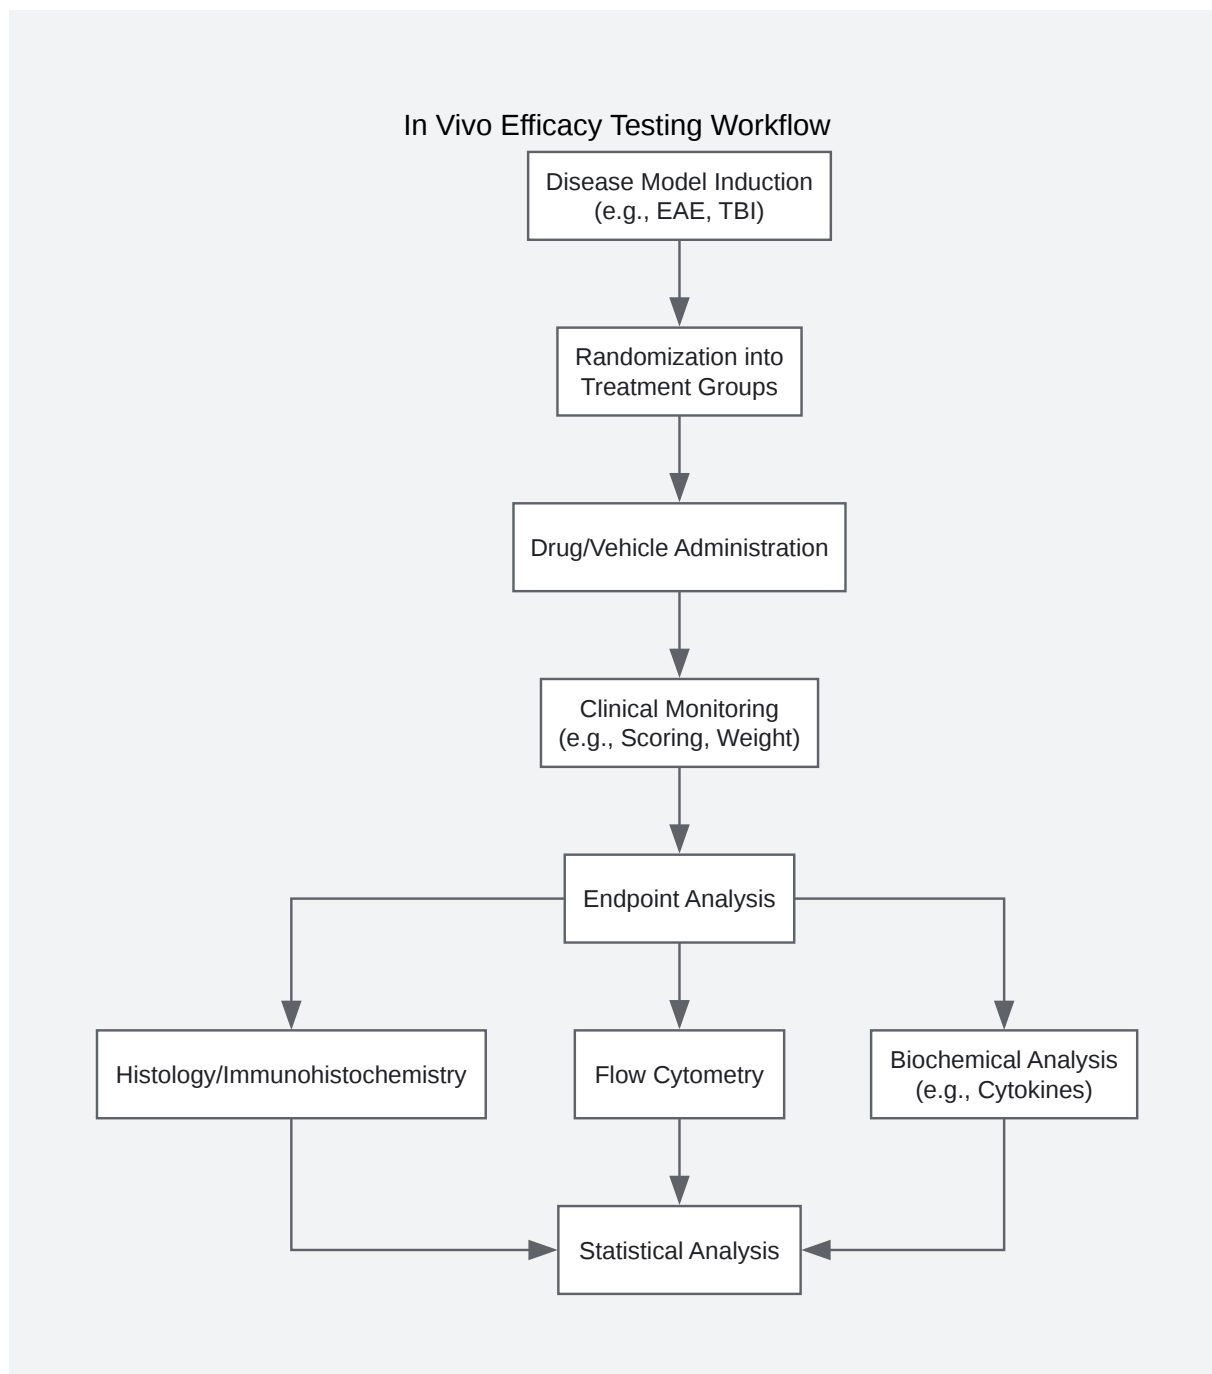 In Vivo Efficacy Testing Workflow
Disease Model Induction
(e.g., EAE, TBI)
Randomization into
Treatment Groups
Drug/Vehicle Administration
Clinical Monitoring
(e.g., Scoring, Weight)
Endpoint Analysis
Histology/Immunohistochemistry
Flow Cytometry
Biochemical Analysis
(e.g., Cytokines)
Statistical Analysis